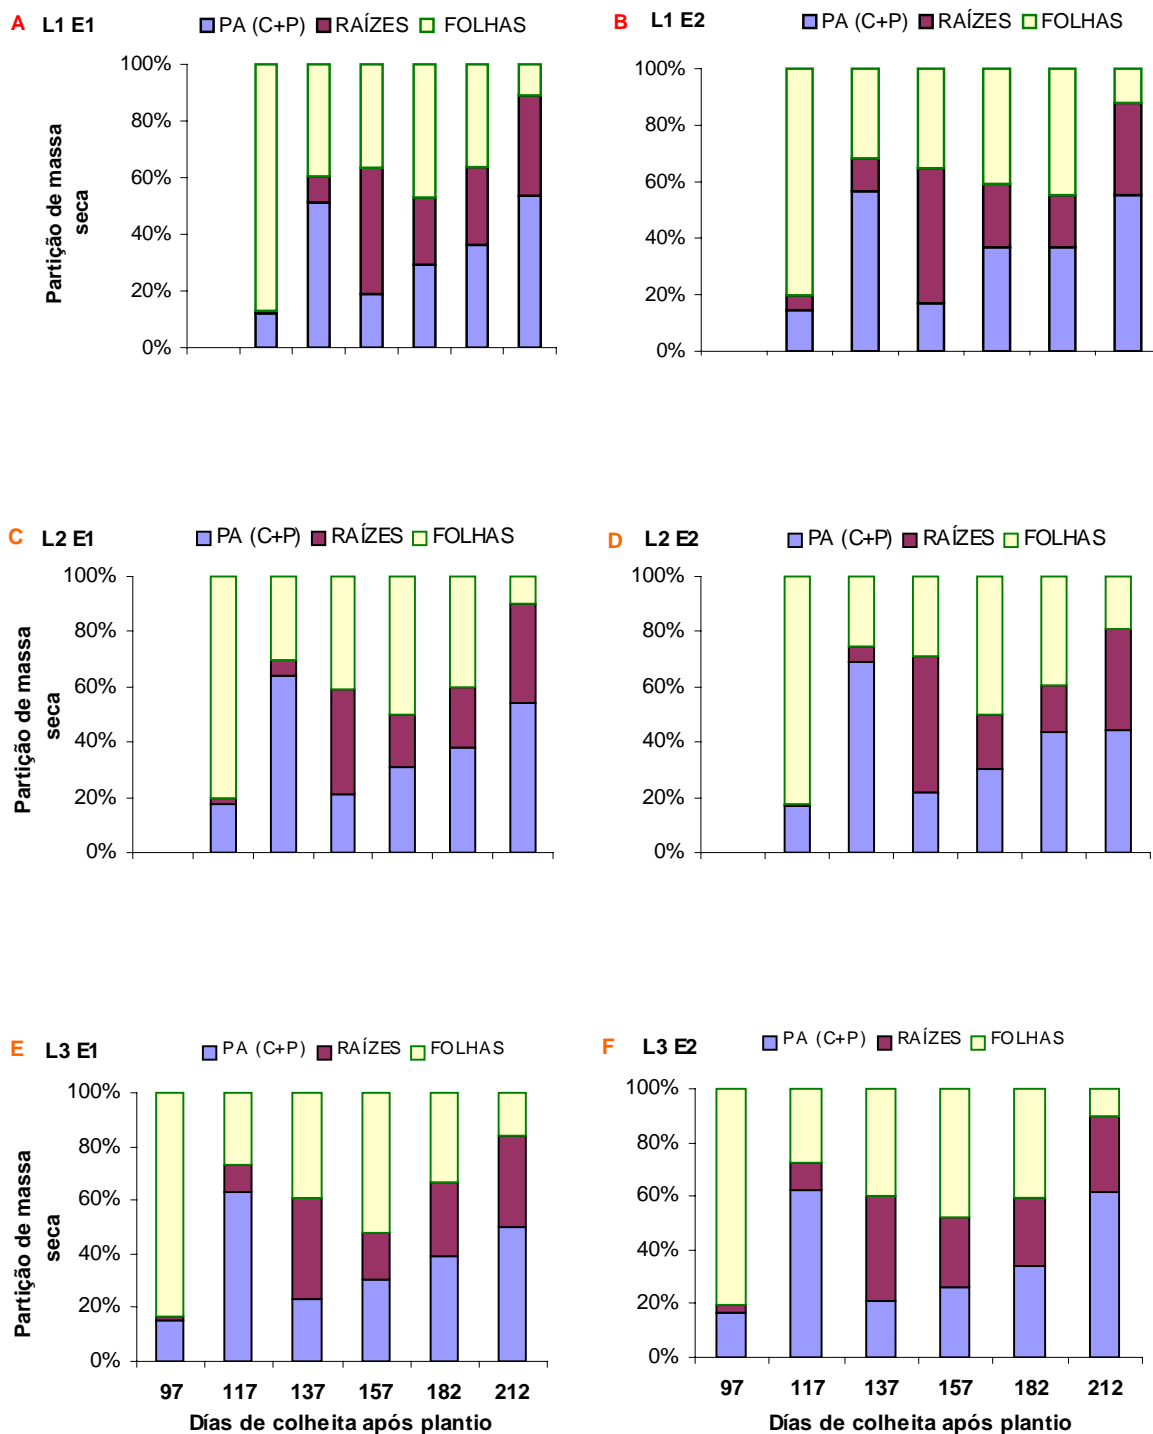 A L1 E1 PA (C+P) RAÍZES FOLHAS
100%
80%
60%
40%
20%
0%
Partição de massa
seca
B L1 E2 PA (C+P) RAÍZES FOLHAS
100%
80%
60%
40%
20%
0%
C L2 E1 PA (C+P) RAÍZES FOLHAS
100%
80%
60%
40%
20%
0%
Partição de massa
seca
D L2 E2 PA (C+P) RAÍZES FOLHAS
100%
80%
60%
40%
20%
0%
E L3 E1 PA (C+P) RAÍZES FOLHAS
100%
80%
60%
40%
20%
0%
Partição de massa
seca
97 117 137 157 182 212
Días de colheita após plantio
F L3 E2 PA (C+P) RAÍZES FOLHAS
100%
80%
60%
40%
20%
0%
97 117 137 157 182 212
Días de colheita após plantio